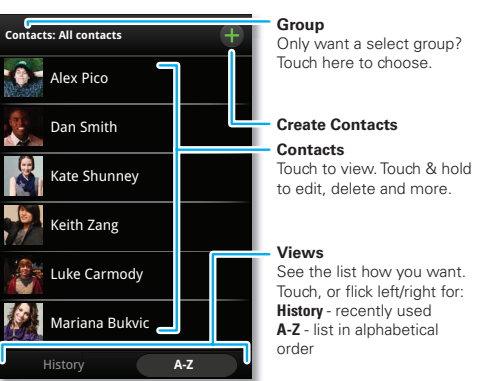 Contacts: All contacts
Alex Pico
Dan Smith
Kate Shunney
Keith Zang
Luke Carmody
Mariana Bukvic
History
A-Z
Group
Only want a select group?
Touch here to choose.
Create Contacts
Contacts
Touch to view. Touch & hold
to edit, delete and more.
Views
See the list how you want.
Touch, or flick left/right for:
History - recently used
A-Z - list in alphabetical
order